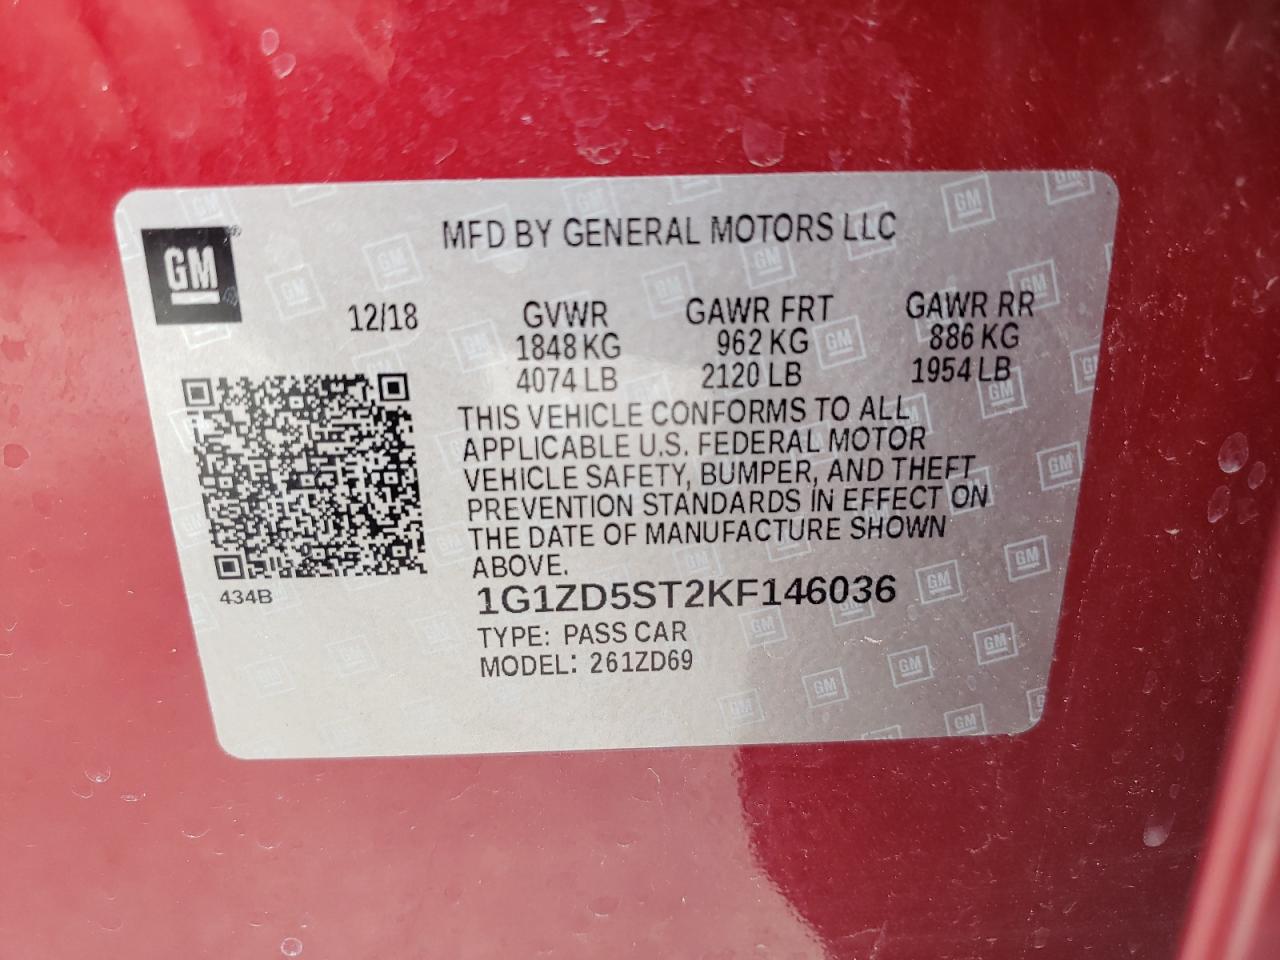 GM
MFD BY GENERAL MOTORS LLC
12/18
GVWR
1848 KG
4074 LB
GAWR FRT
962 KG
2120 LB
GAWR RR
886 KG
1954 LB
THIS VEHICLE CONFORMS TO ALL
APPLICABLE U.S. FEDERAL MOTOR
VEHICLE SAFETY, BUMPER, AND THEFT
PREVENTION STANDARDS IN EFFECT ON
THE DATE OF MANUFACTURE SHOWN
ABOVE.
434B
1G1ZD5ST2KF146036
TYPE: PASS CAR
MODEL: 261ZD69